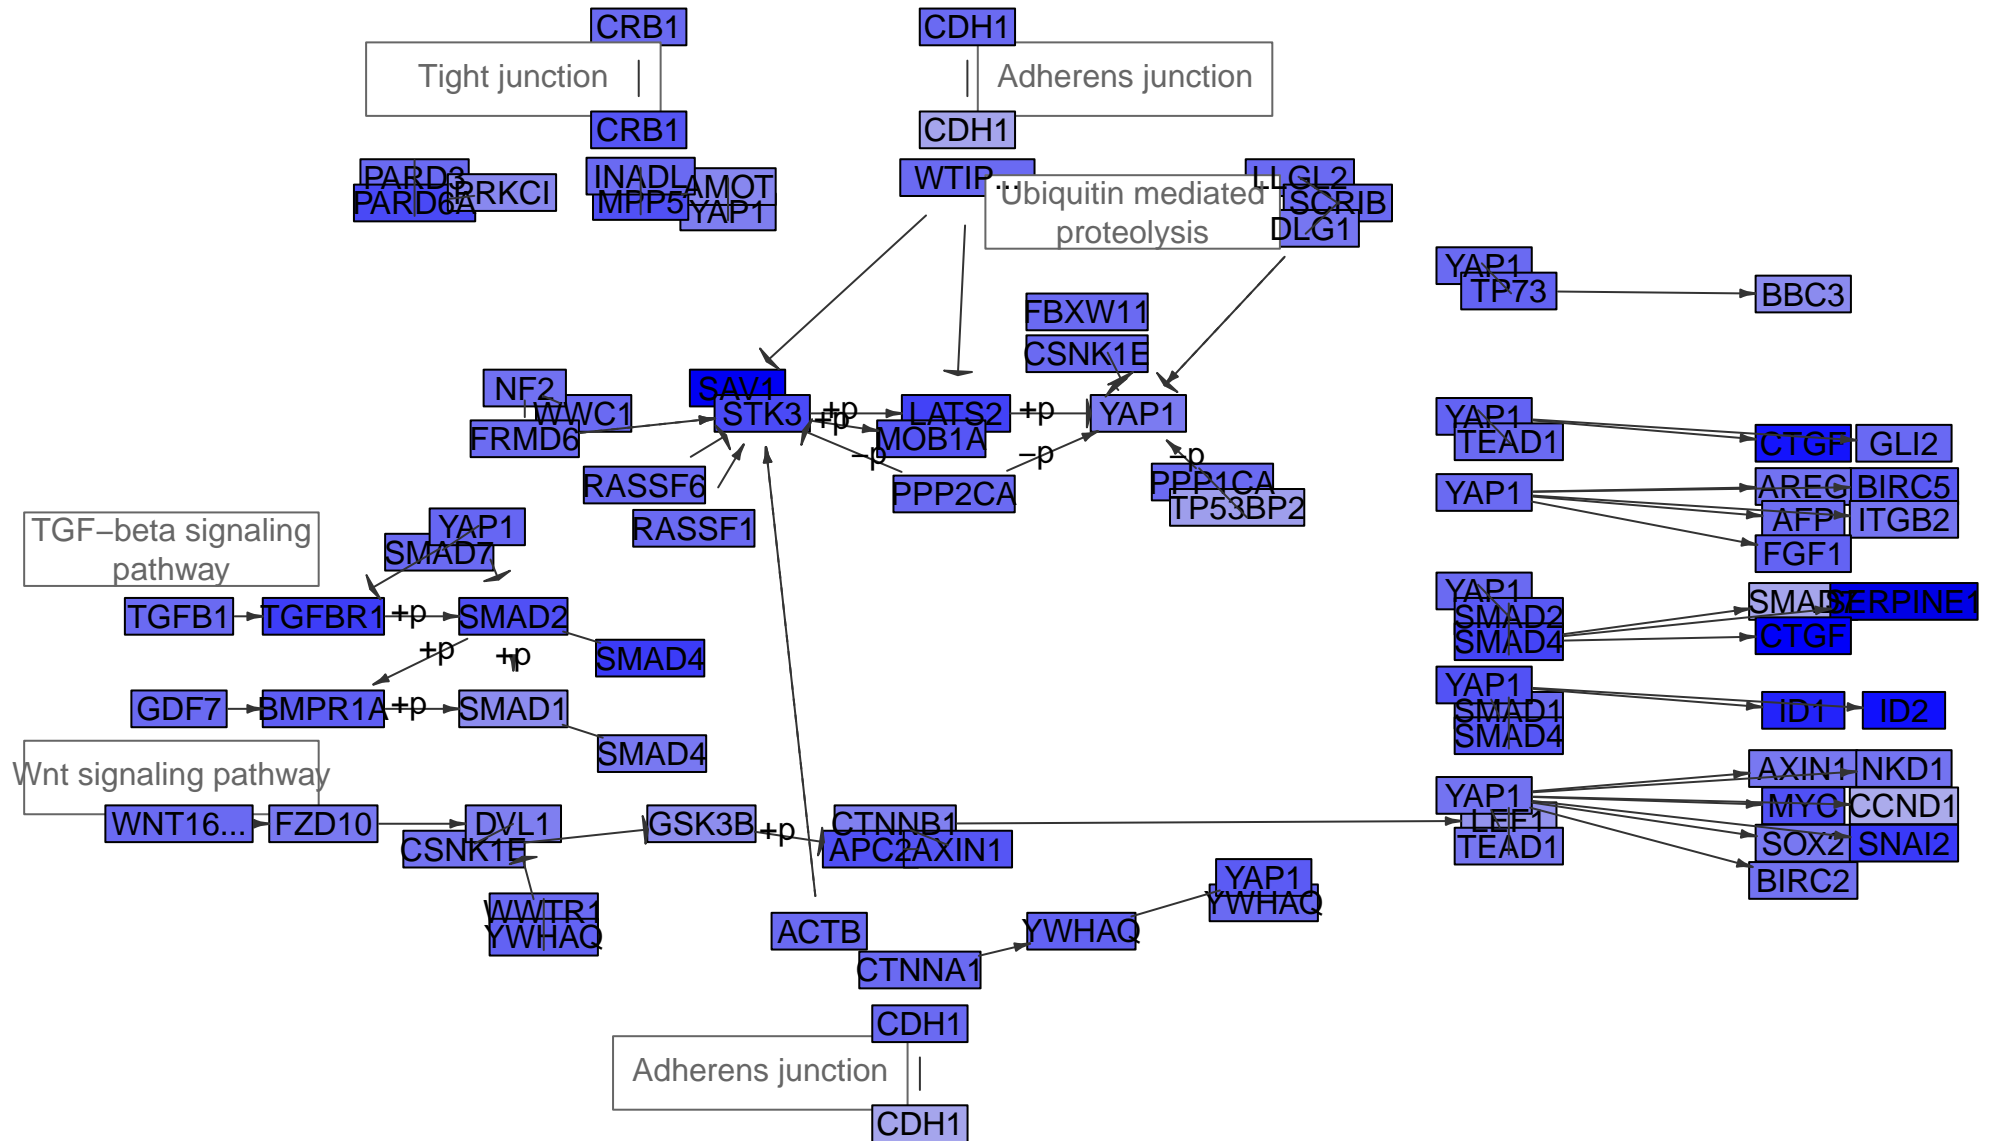 CRB1
CDH1
Tight junction
Adherens junction
CRB1
CDH1
PARD3
PRKCI
PARD6A
INADL
AMOT
MPP5
YAP1
WTIP...
LLGL2
SCRIB
DLG1
Ubiquitin mediated
proteolysis
YAP1
TP73
BBC3
FBXW11
CSNK1E
NF2
WWC1
FRMD6
SAV1
STK3
+p
+p
LATS2
MOB1A
+p
YAP1
−p
−p
−p
RASSF6
RASSF1
PPP2CA
PPP1CA
TP53BP2
YAP1
TEAD1
CTGF
GLI2
YAP1
AREG
BIRC5
AFP
ITGB2
FGF1
TGF−beta signaling
pathway
YAP1
SMAD7
TGFB1
TGFBR1
+p
SMAD2
+p
+p
SMAD4
YAP1
SMAD2
SMAD4
SMAD7
SERPINE1
CTGF
GDF7
BMPR1A
+p
SMAD1
SMAD4
YAP1
SMAD1
SMAD4
ID1
ID2
Wnt signaling pathway
WNT16...
FZD10
DVL1
CSNK1E
GSK3B
+p
CTNNB1
APC2
AXIN1
YAP1
LEF1
TEAD1
AXIN1
NKD1
MYC
CCND1
SOX2
SNAI2
BIRC2
WWTR1
YWHAQ
ACTB
CTNNA1
YWHAQ
YAP1
YWHAQ
CDH1
Adherens junction
CDH1